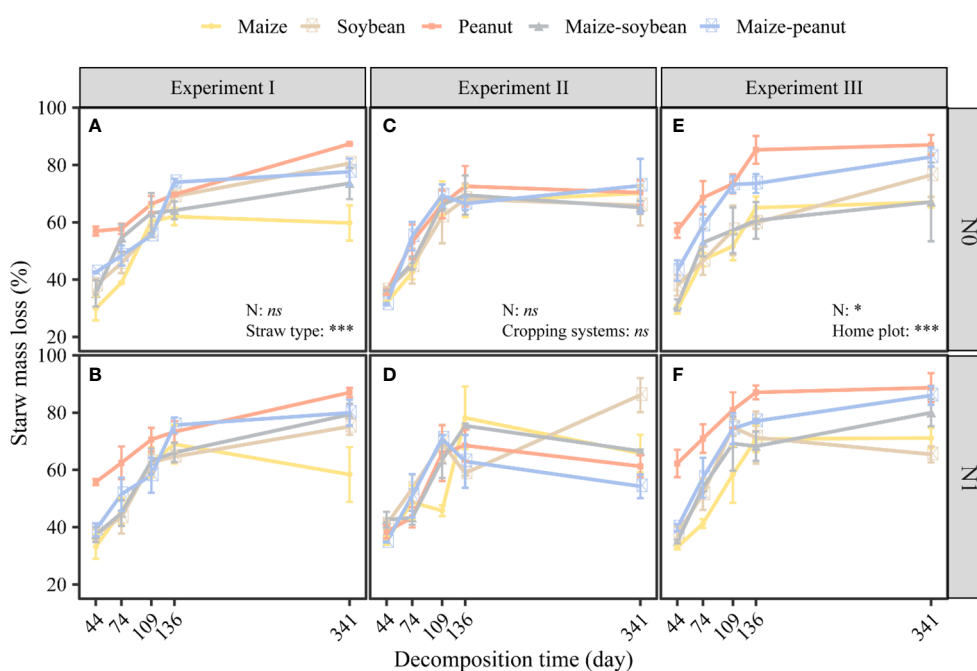 Maize Soybean Peanut Maize-soybean Maize-peanut
Experiment I Experiment II Experiment III
Starw mass loss (%)
100
80
60
40
20
A
N: ns
Straw type: ***
C
N: ns
Cropping systems: ns
E
N: *
Home plot: ***
N0
100
80
60
40
20
B
D
F
N1
44 74 109 136 341
44 74 109 136 341
44 74 109 136 341
Decomposition time (day)